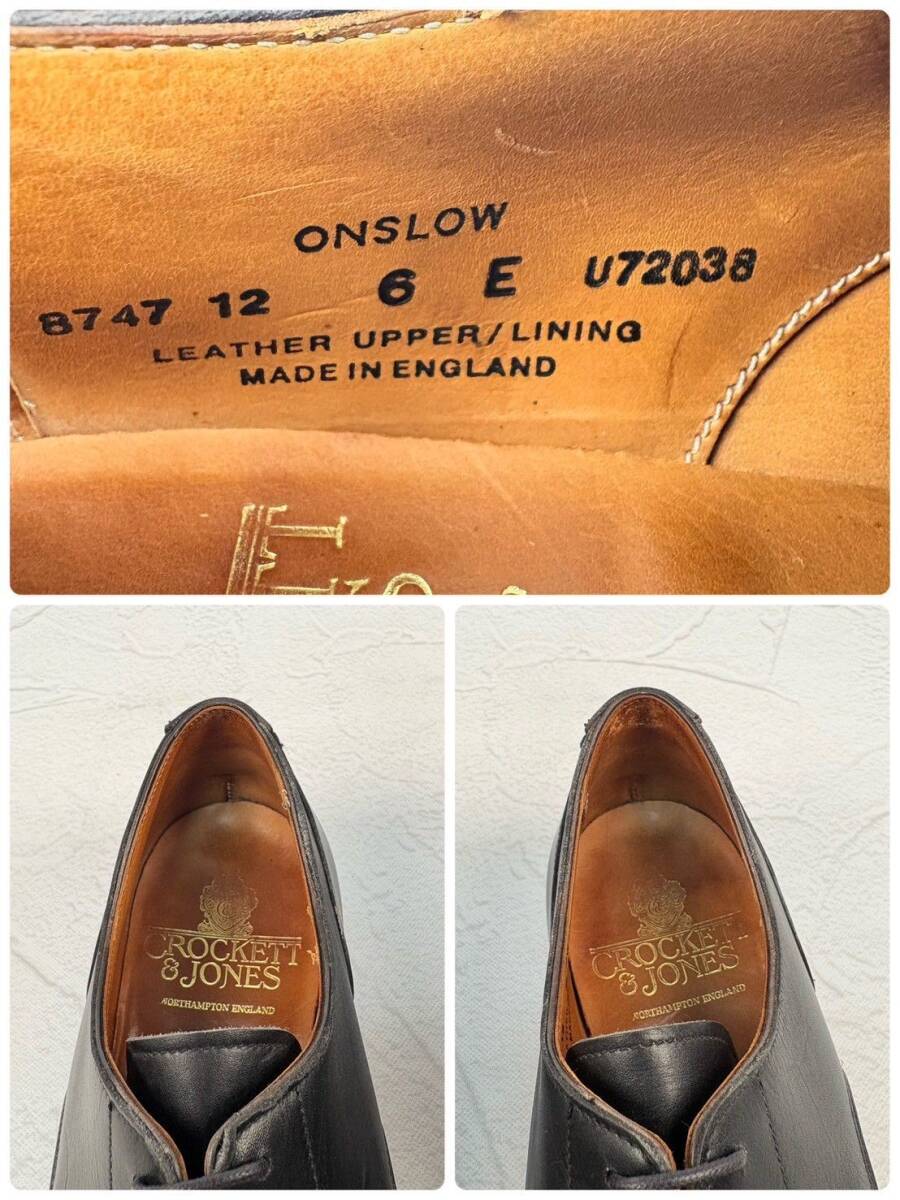 ONSLOW
8747 12 6 E U72038
LEATHER UPPER/LINING
MADE IN ENGLAND
CROCKETT
& JONES
NORTHAMPTON ENGLAND
CROCKETT
& JONES
NORTHAMPTON ENGLAND